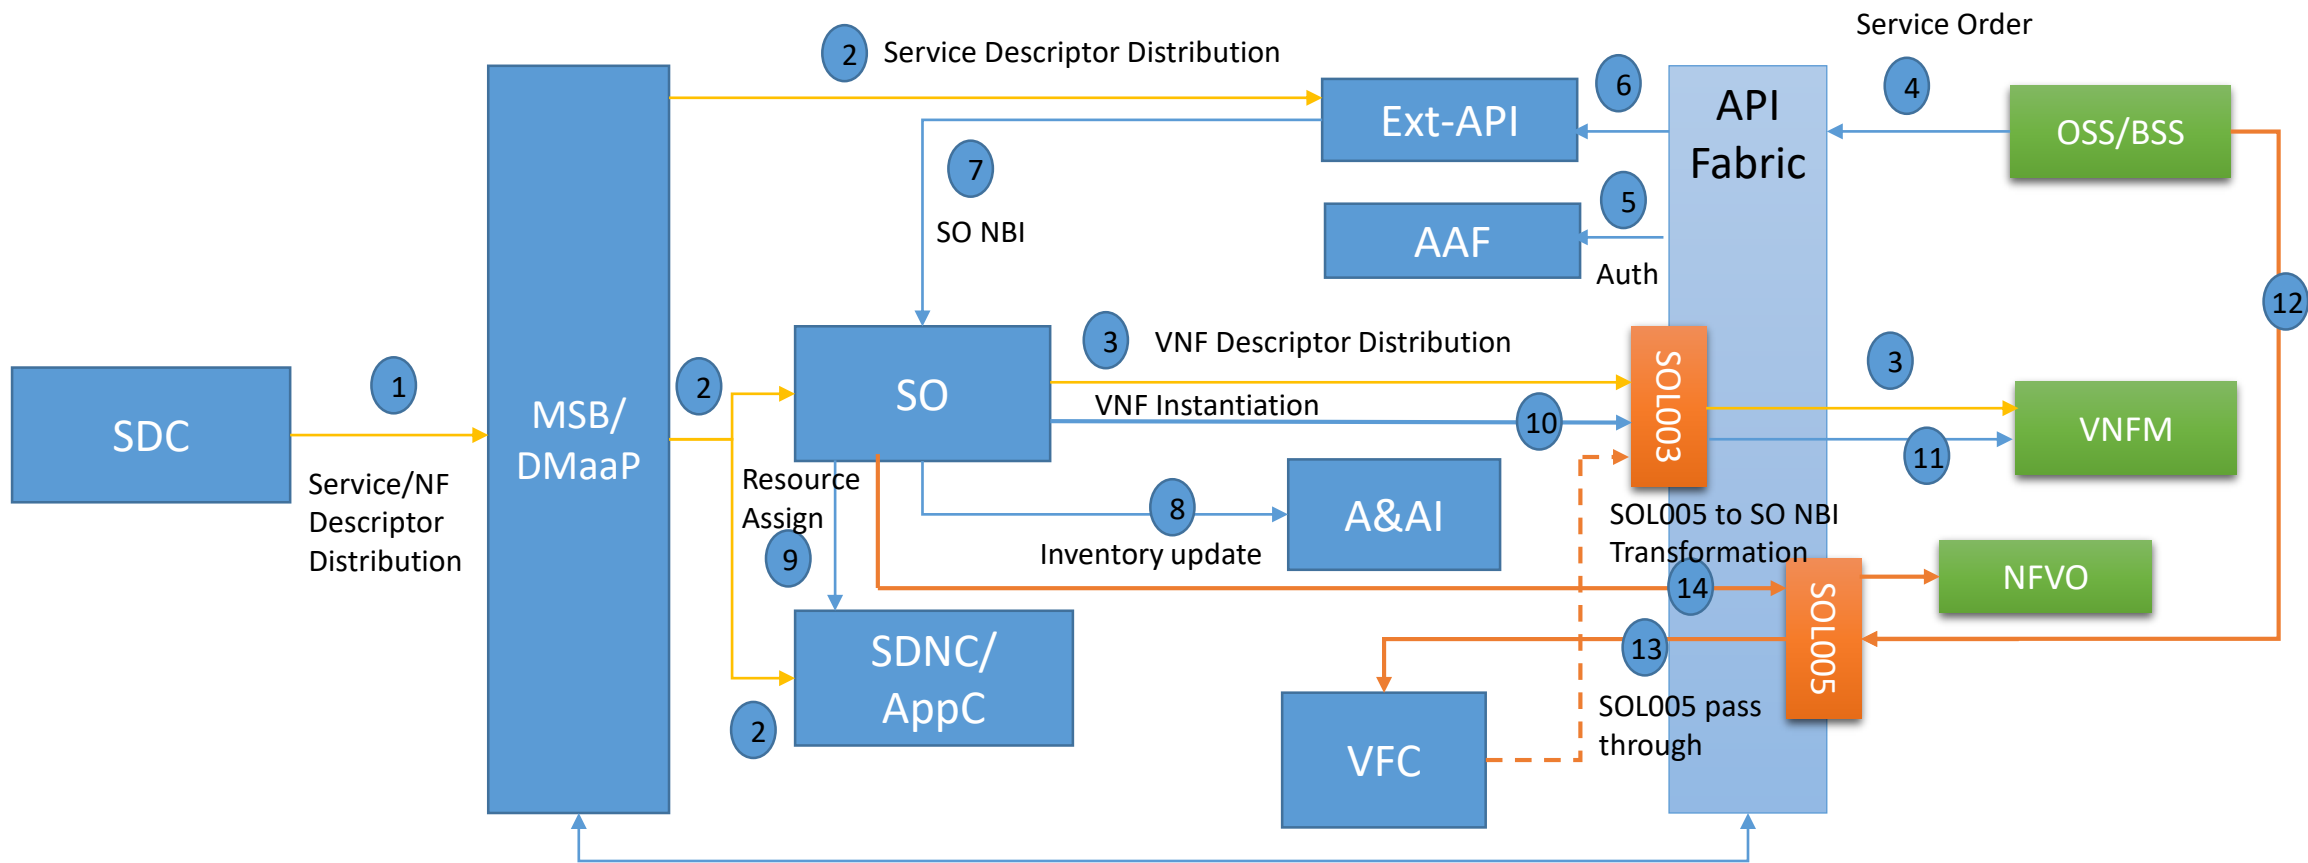 Service Order
2
Service Descriptor Distribution
6
4
API
Fabric
Ext-API
OSS/BSS
7
5
SO NBI
AAF
Auth
12
3
VNF Descriptor Distribution
3
1
2
SO
VNF Instantiation
10
SOL003
SDC
MSB/
DMaaP
VNFM
11
Service/NF
Descriptor
Distribution
Resource
Assign
8
A&AI
SOL005 to SO NBI
Transformation
9
Inventory update
14
SOL005
NFVO
SDNC/
AppC
13
2
VFC
SOL005 pass
through